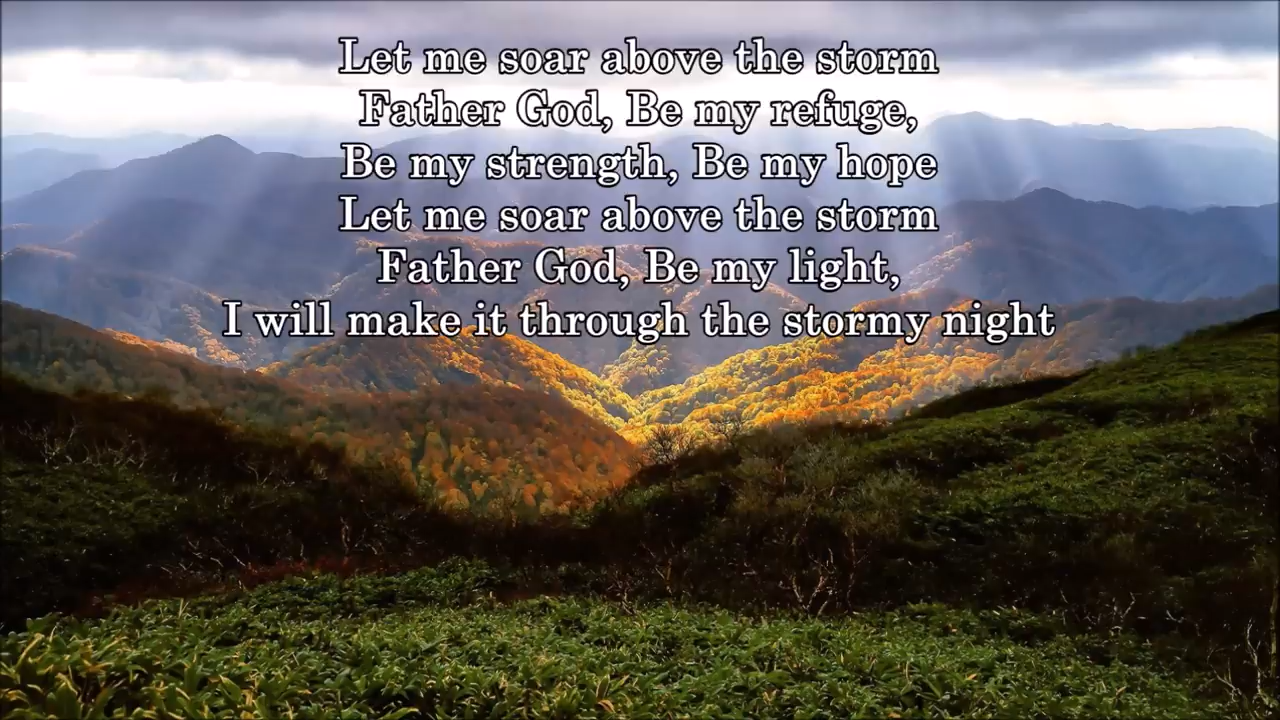 Let me soar above the storm
Father God, Be my refuge,
Be my strength, Be my hope
Let me soar above the storm
Father God, Be my light,
I will make it through the stormy night